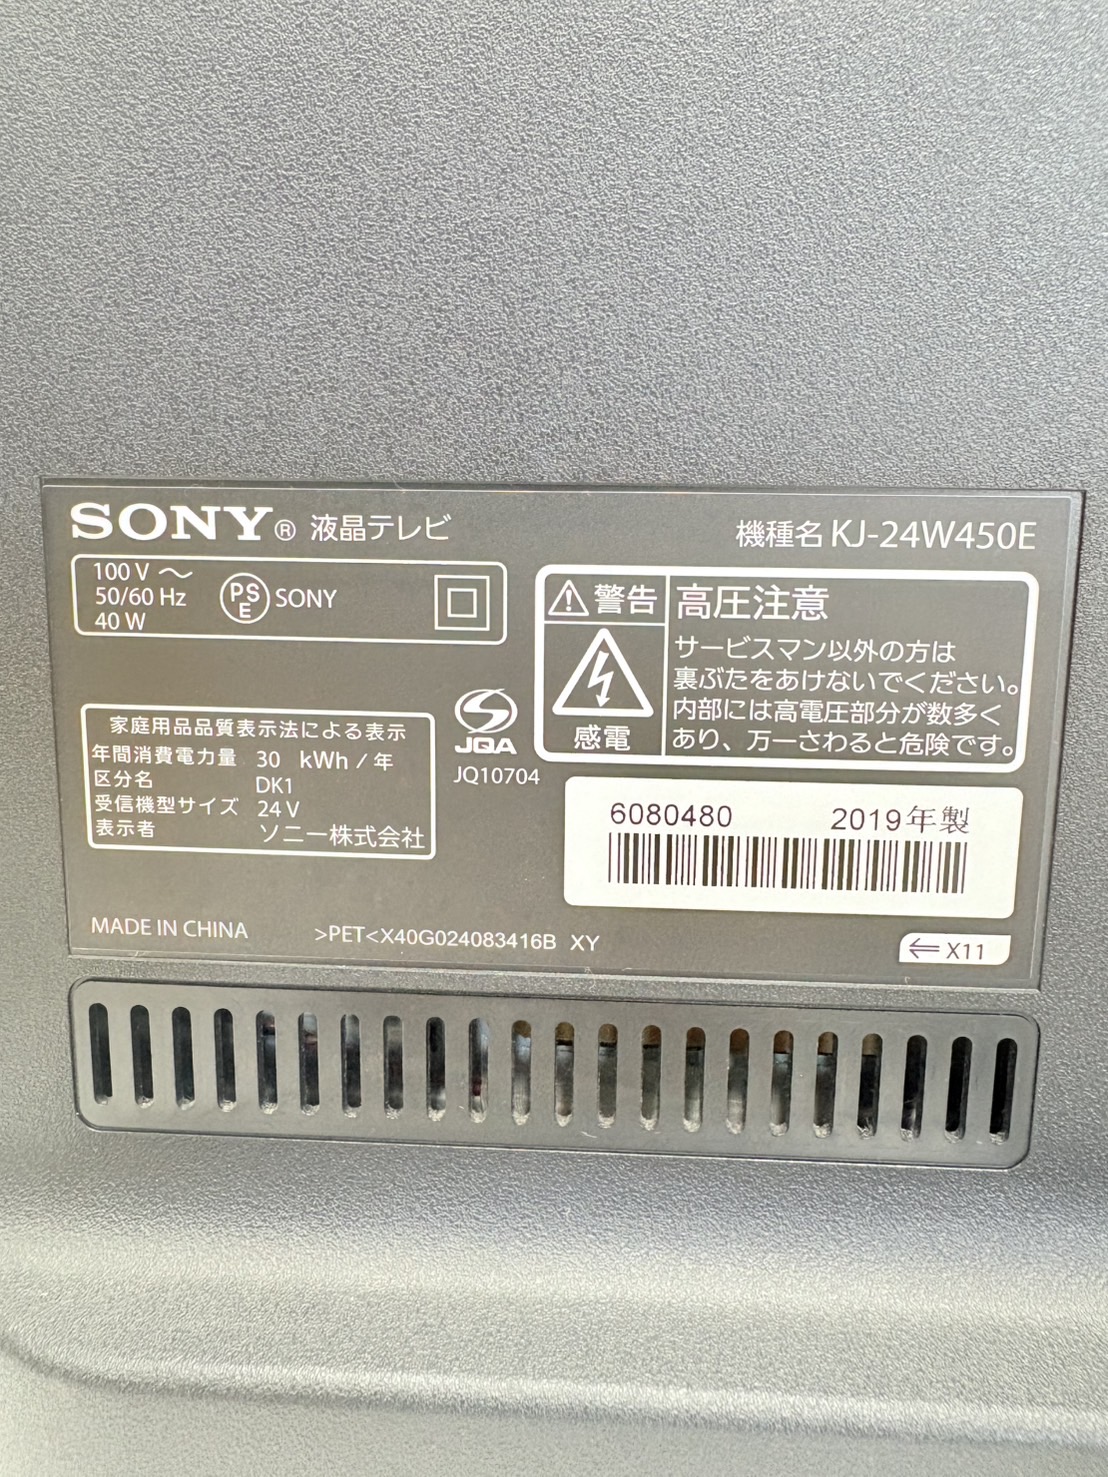 SONY® 液晶テレビ
機種名 KJ-24W450E
100 V ～
50/60 Hz
40 W
PSE SONY
警告
感電
高圧注意
サービスマン以外の方は
裏ぶたをあけないでください。
内部には高電圧部分が数多く
あり、万一さわると危険です。
家庭用品品質表示法による表示
年間消費電力量 30 kWh / 年
区分名 DK1
受信機型サイズ 24 V
表示者 ソニー株式会社
JQA
JQ10704
6080480 2019年製
MADE IN CHINA >PET<X40G024083416B XY
⇐ X11